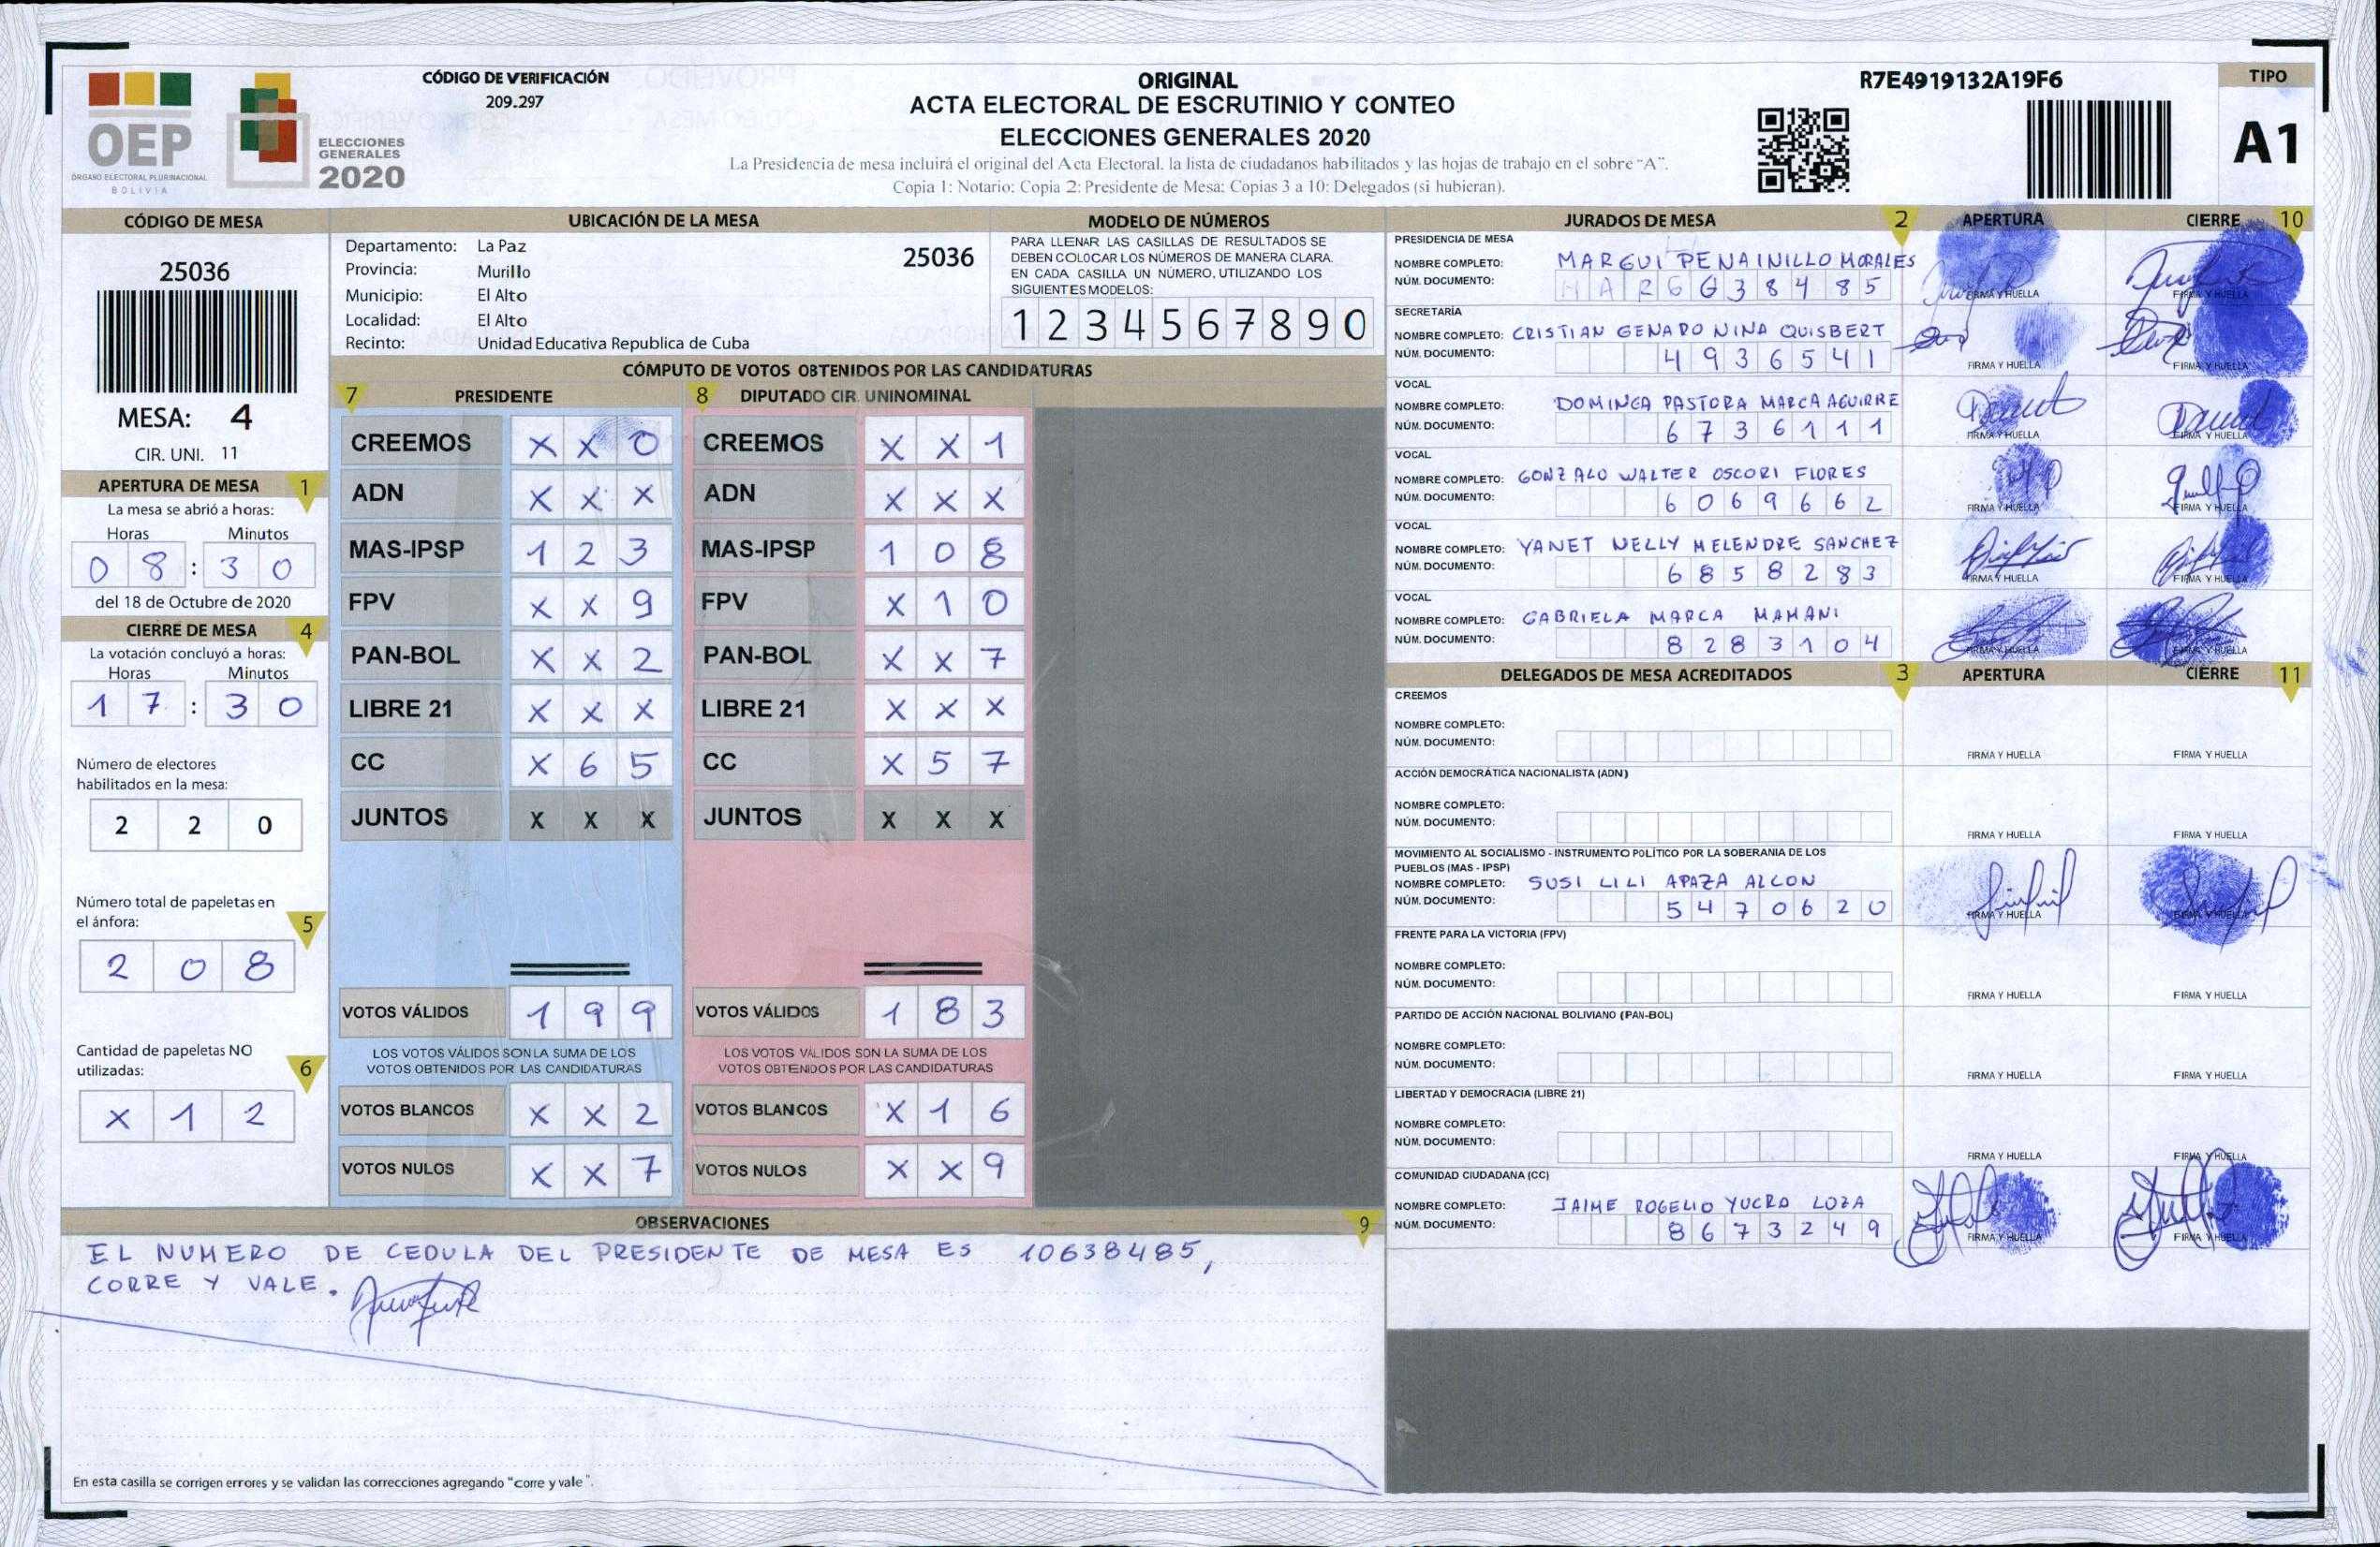 OEP
ÓRGANO ELECTORAL PLURINACIONAL
BOLIVIA
ELECCIONES
GENERALES
2020
CÓDIGO DE VERIFICACIÓN
209.297
ORIGINAL
ACTA ELECTORAL DE ESCRUTINIO Y CONTEO
ELECCIONES GENERALES 2020
La Presidencia de mesa incluirá el original del Acta Electoral, la lista de ciudadanos habilitados y las hojas de trabajo en el sobre "A".
Copia 1: Notario: Copia 2: Presidente de Mesa: Copias 3 a 10: Delegados (si hubieran).
R7E4919132A19F6
TIPO
A1
CÓDIGO DE MESA
25036
MESA: 4
CIR. UNI. 11
APERTURA DE MESA 1
La mesa se abrió a horas:
Horas Minutos
0 8 : 3 0
del 18 de Octubre de 2020
CIERRE DE MESA 4
La votación concluyó a horas:
Horas Minutos
1 7 : 3 0
Número de electores
habilitados en la mesa:
2 2 0
Número total de papeletas en
el ánfora: 5
2 0 8
Cantidad de papeletas NO
utilizadas: 6
X 1 2
UBICACIÓN DE LA MESA
Departamento: La Paz 25036
Provincia: Murillo
Municipio: El Alto
Localidad: El Alto
Recinto: Unidad Educativa Republica de Cuba
MODELO DE NÚMEROS
PARA LLENAR LAS CASILLAS DE RESULTADOS SE
DEBEN COLOCAR LOS NÚMEROS DE MANERA CLARA.
EN CADA CASILLA UN NÚMERO, UTILIZANDO LOS
SIGUIENTES MODELOS:
1 2 3 4 5 6 7 8 9 0
CÓMPUTO DE VOTOS OBTENIDOS POR LAS CANDIDATURAS
7 PRESIDENTE 8 DIPUTADO CIR. UNINOMINAL
CREEMOS X X 0 CREEMOS X X 1
ADN X X X ADN X X X
MAS-IPSP 1 2 3 MAS-IPSP 1 0 8
FPV X X 9 FPV X 1 0
PAN-BOL X X 2 PAN-BOL X X 7
LIBRE 21 X X X LIBRE 21 X X X
CC X 6 5 CC X 5 7
JUNTOS X X X JUNTOS X X X
VOTOS VÁLIDOS 1 9 9 VOTOS VÁLIDOS 1 8 3
LOS VOTOS VÁLIDOS SON LA SUMA DE LOS LOS VOTOS VÁLIDOS SON LA SUMA DE LOS
VOTOS OBTENIDOS POR LAS CANDIDATURAS VOTOS OBTENIDOS POR LAS CANDIDATURAS
VOTOS BLANCOS X X 2 VOTOS BLANCOS X 1 6
VOTOS NULOS X X 7 VOTOS NULOS X X 9
OBSERVACIONES 9
EL NUMERO DE CEDULA DEL PRESIDENTE DE MESA ES 10638485,
CORRE Y VALE.
En esta casilla se corrigen errores y se validan las correcciones agregando "corre y vale".
JURADOS DE MESA 2 APERTURA CIERRE 10
PRESIDENCIA DE MESA
NOMBRE COMPLETO: MARGUI PENAINILLO MORALES
NÚM. DOCUMENTO: 3 8 4 8 5
FIRMA Y HUELLA FIRMA Y HUELLA
SECRETARÍA
NOMBRE COMPLETO: CRISTIAN GENARO NINA QUISBERT
NÚM. DOCUMENTO: 4 9 3 6 5 4 1
FIRMA Y HUELLA FIRMA Y HUELLA
VOCAL
NOMBRE COMPLETO: DOMINGA PASTORA MARCA AGUIRRE
NÚM. DOCUMENTO: 6 7 3 6 1 1 1
FIRMA Y HUELLA FIRMA Y HUELLA
VOCAL
NOMBRE COMPLETO: GONZALO WALTER OSCORI FLORES
NÚM. DOCUMENTO: 6 0 6 9 6 6 2
FIRMA Y HUELLA FIRMA Y HUELLA
VOCAL
NOMBRE COMPLETO: YANET NELLY MELENDRE SANCHEZ
NÚM. DOCUMENTO: 6 8 5 8 2 8 3
FIRMA Y HUELLA FIRMA Y HUELLA
VOCAL
NOMBRE COMPLETO: GABRIELA MARCA MAMANI
NÚM. DOCUMENTO: 8 2 8 3 1 0 4
FIRMA Y HUELLA FIRMA Y HUELLA
DELEGADOS DE MESA ACREDITADOS 3 APERTURA CIERRE 11
CREEMOS
NOMBRE COMPLETO:
NÚM. DOCUMENTO:
FIRMA Y HUELLA FIRMA Y HUELLA
ACCIÓN DEMOCRÁTICA NACIONALISTA (ADN)
NOMBRE COMPLETO:
NÚM. DOCUMENTO:
FIRMA Y HUELLA FIRMA Y HUELLA
MOVIMIENTO AL SOCIALISMO - INSTRUMENTO POLÍTICO POR LA SOBERANIA DE LOS
PUEBLOS (MAS - IPSP)
NOMBRE COMPLETO: SUSI LILI APAZA ALCON
NÚM. DOCUMENTO: 5 4 7 0 6 2 0
FIRMA Y HUELLA FIRMA Y HUELLA
FRENTE PARA LA VICTORIA (FPV)
NOMBRE COMPLETO:
NÚM. DOCUMENTO:
FIRMA Y HUELLA FIRMA Y HUELLA
PARTIDO DE ACCIÓN NACIONAL BOLIVIANO (PAN-BOL)
NOMBRE COMPLETO:
NÚM. DOCUMENTO:
FIRMA Y HUELLA FIRMA Y HUELLA
LIBERTAD Y DEMOCRACIA (LIBRE 21)
NOMBRE COMPLETO:
NÚM. DOCUMENTO:
FIRMA Y HUELLA FIRMA Y HUELLA
COMUNIDAD CIUDADANA (CC)
NOMBRE COMPLETO: JAIME ROGELIO YUCRA LOZA
NÚM. DOCUMENTO: 8 6 7 3 2 4 9
FIRMA Y HUELLA FIRMA Y HUELLA